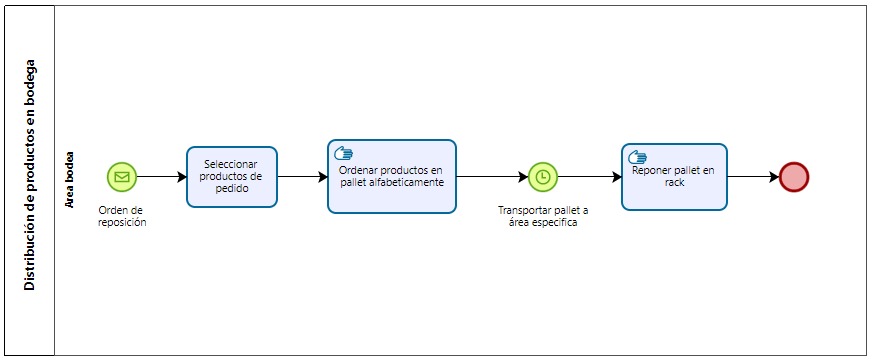 Distribución de productos en bodega
Area bodea
Orden de
reposición
Seleccionar
productos de
pedido
Ordenar productos en
pallet alfabeticamente
Transportar pallet a
área especifica
Reponer pallet en
rack